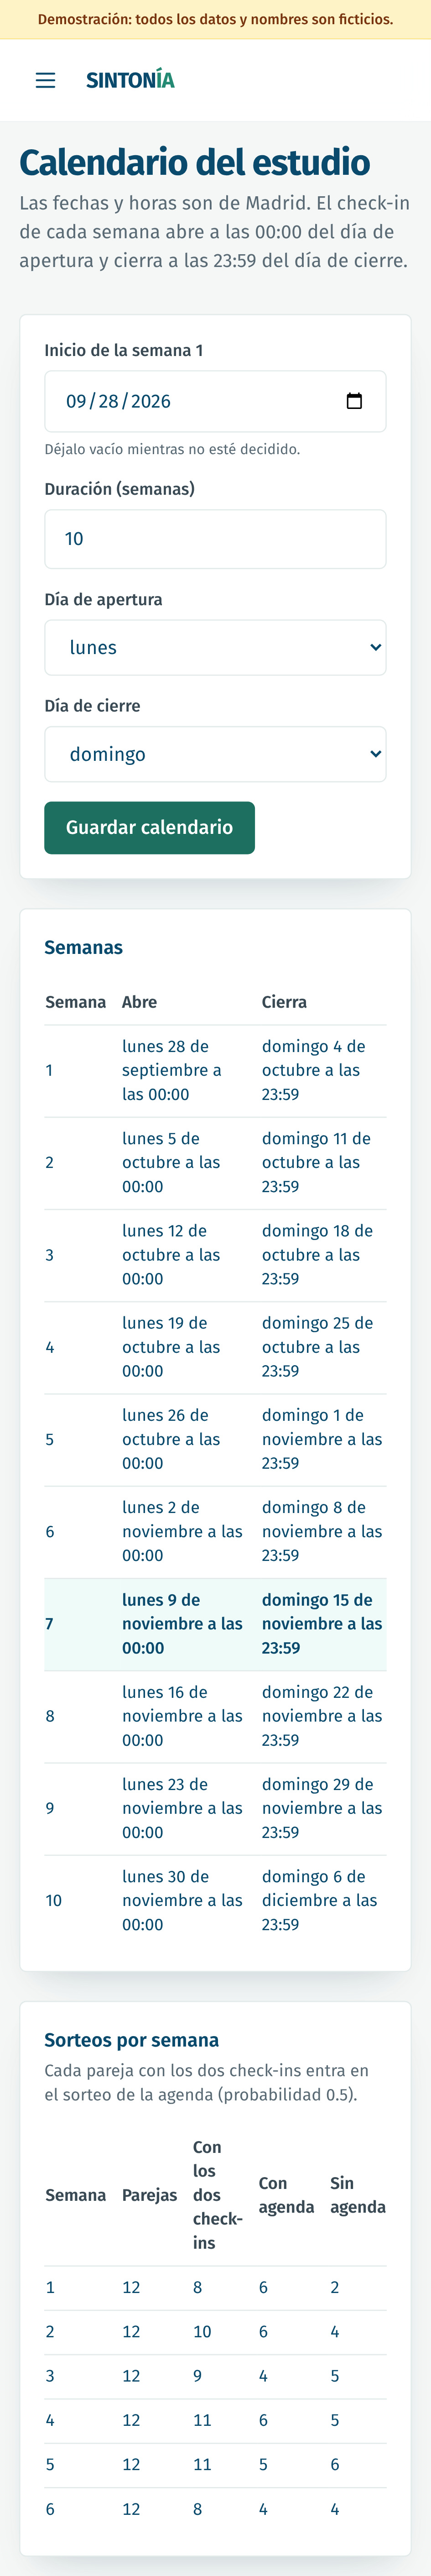 Demostración: todos los datos y nombres son ficticios.
SINTONÍA
Calendario del estudio
Las fechas y horas son de Madrid. El check-in
de cada semana abre a las 00:00 del día de
apertura y cierra a las 23:59 del día de cierre.
Inicio de la semana 1
09/28/2026
Déjalo vacío mientras no esté decidido.
Duración (semanas)
10
Día de apertura
lunes
Día de cierre
domingo
Guardar calendario
Semanas
Semana Abre Cierra
1 lunes 28 de septiembre a las 00:00 domingo 4 de octubre a las 23:59
2 lunes 5 de octubre a las 00:00 domingo 11 de octubre a las 23:59
3 lunes 12 de octubre a las 00:00 domingo 18 de octubre a las 23:59
4 lunes 19 de octubre a las 00:00 domingo 25 de octubre a las 23:59
5 lunes 26 de octubre a las 00:00 domingo 1 de noviembre a las 23:59
6 lunes 2 de noviembre a las 00:00 domingo 8 de noviembre a las 23:59
7 lunes 9 de noviembre a las 00:00 domingo 15 de noviembre a las 23:59
8 lunes 16 de noviembre a las 00:00 domingo 22 de noviembre a las 23:59
9 lunes 23 de noviembre a las 00:00 domingo 29 de noviembre a las 23:59
10 lunes 30 de noviembre a las 00:00 domingo 6 de diciembre a las 23:59
Sorteos por semana
Cada pareja con los dos check-ins entra en
el sorteo de la agenda (probabilidad 0.5).
Semana Parejas Con los dos check-ins Con agenda Sin agenda
1 12 8 6 2
2 12 10 6 4
3 12 9 4 5
4 12 11 6 5
5 12 11 5 6
6 12 8 4 4